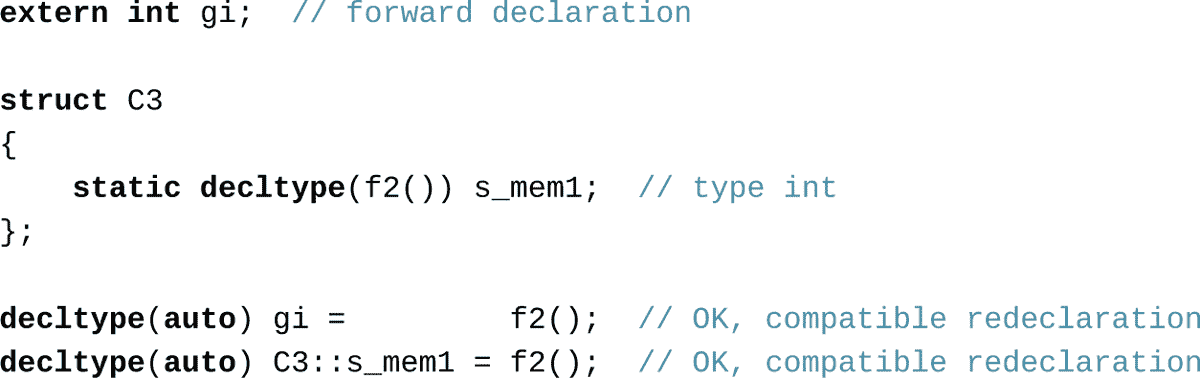 extern int gi;  // forward declaration
struct C3
{
    static decltype(f2()) s_mem1;  // type int
};
decltype(auto) gi =         f2();  // OK, compatible redeclaration
decltype(auto) C3::s_mem1 = f2();  // OK, compatible redeclaration